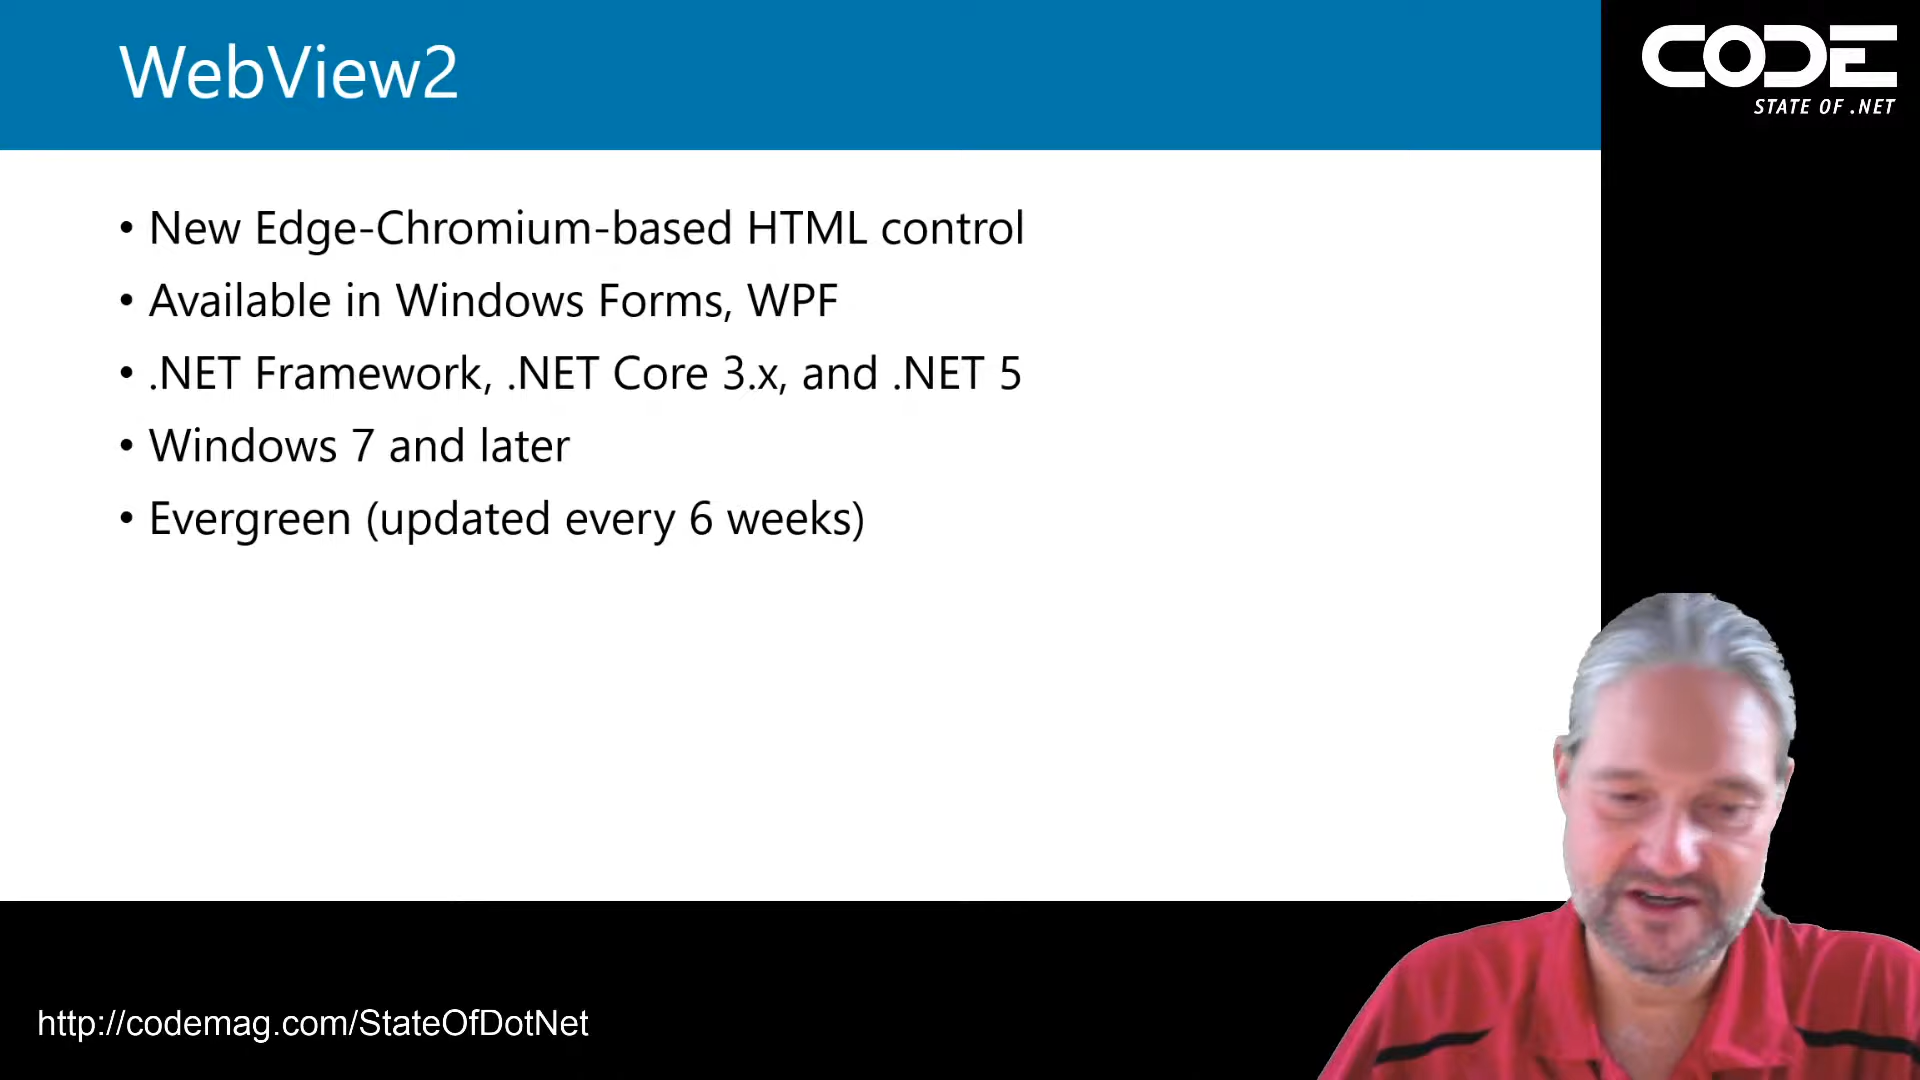 WebView2
CODE
STATE OF .NET
• New Edge-Chromium-based HTML control
• Available in Windows Forms, WPF
• .NET Framework, .NET Core 3.x, and .NET 5
• Windows 7 and later
• Evergreen (updated every 6 weeks)
http://codemag.com/StateOfDotNet